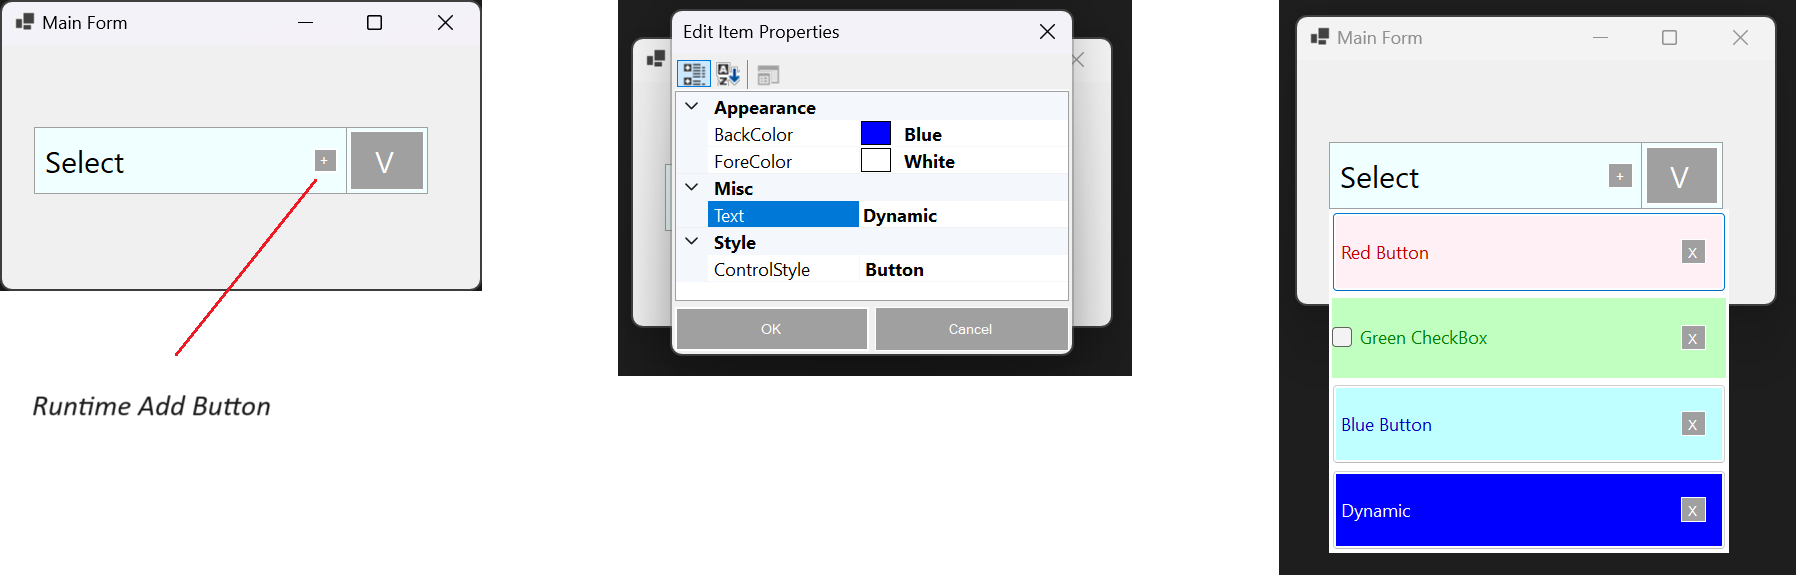 Main Form
Select
+
V
Runtime Add Button
Edit Item Properties
Appearance
BackColor Blue
ForeColor White
Misc
Text Dynamic
Style
ControlStyle Button
OK Cancel
Main Form
Select
+
V
Red Button X
Green CheckBox X
Blue Button X
Dynamic X